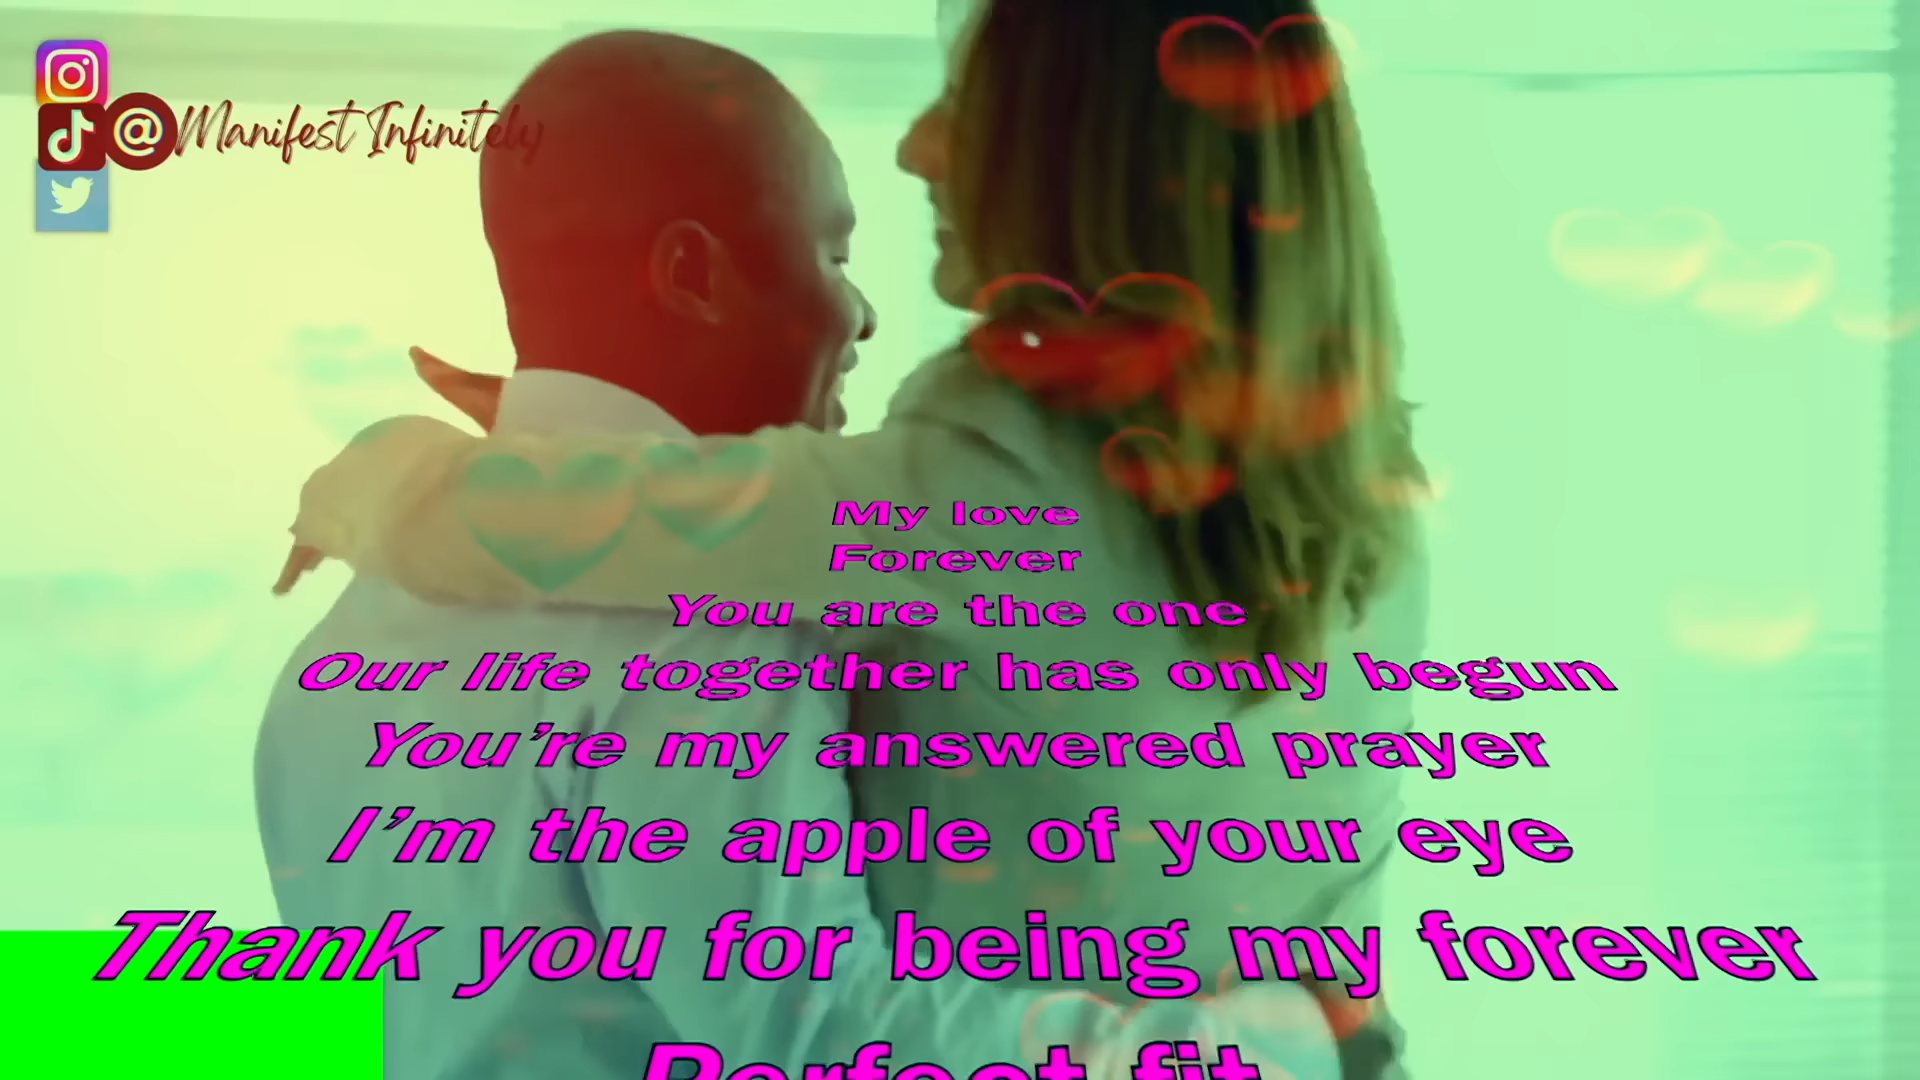 @Manifest Infinitely
My love
Forever
You are the one
Our life together has only begun
You're my answered prayer
I'm the apple of your eye
Thank you for being my forever
Perfect fit